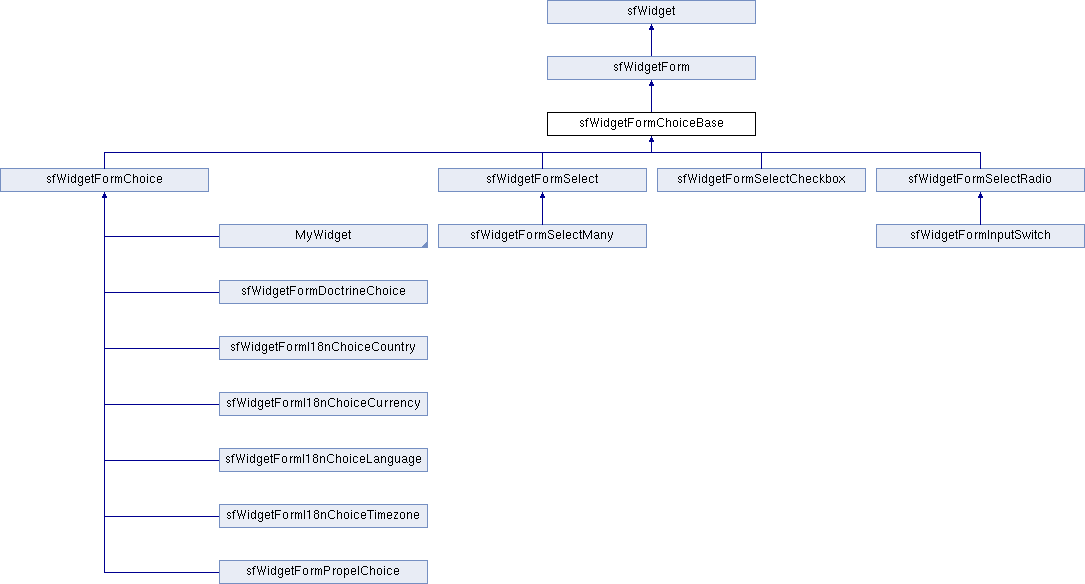 sfWidget
sfWidgetForm
sfWidgetFormChoiceBase
sfWidgetFormChoice
sfWidgetFormSelect
sfWidgetFormSelectCheckbox
sfWidgetFormSelectRadio
MyWidget
sfWidgetFormSelectMany
sfWidgetFormInputSwitch
sfWidgetFormDoctrineChoice
sfWidgetFormI18nChoiceCountry
sfWidgetFormI18nChoiceCurrency
sfWidgetFormI18nChoiceLanguage
sfWidgetFormI18nChoiceTimezone
sfWidgetFormPropelChoice